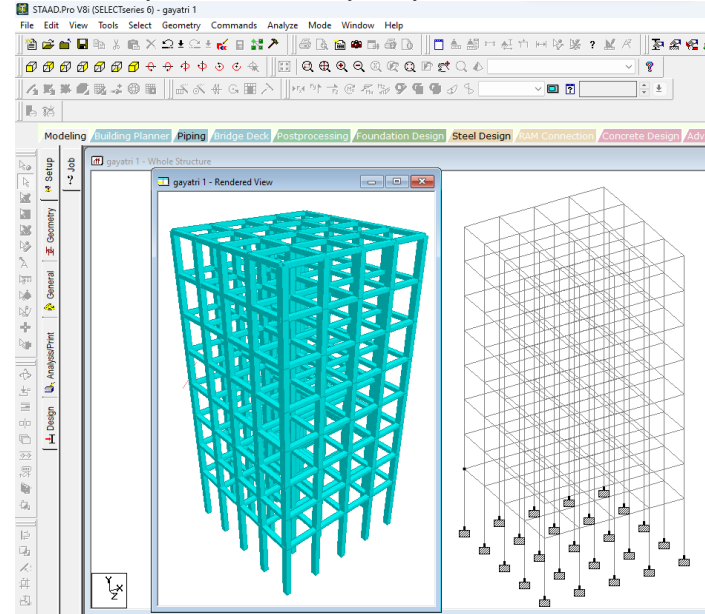 STAAD.Pro V8i (SELECTseries 6) - gayatri 1
File Edit View Tools Select Geometry Commands Analyze Mode Window Help
Modeling Building Planner Piping Bridge Deck Postprocessing Foundation Design Steel Design RAM Connection Concrete Design Adv
Setup
Geometry
General
Analysis/Print
Design
Job
gayatri 1 - Whole Structure
gayatri 1 - Rendered View
Y
X
Z